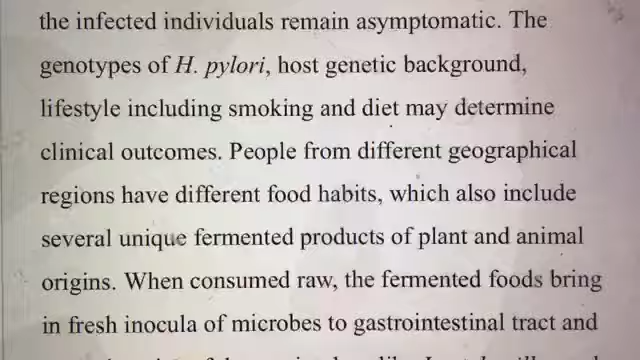 the infected individuals remain asymptomatic. The
genotypes of H. pylori, host genetic background,
lifestyle including smoking and diet may determine
clinical outcomes. People from different geographical
regions have different food habits, which also include
several unique fermented products of plant and animal
origins. When consumed raw, the fermented foods bring
in fresh inocula of microbes to gastrointestinal tract and